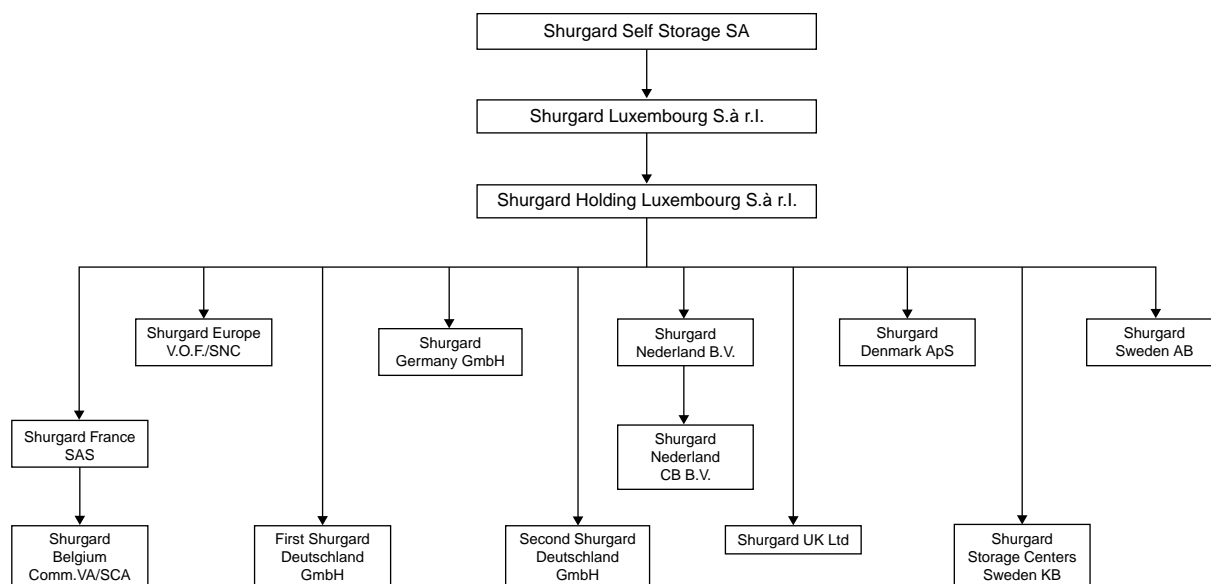 Shurgard Self Storage SA
Shurgard Luxembourg S.à r.l.
Shurgard Holding Luxembourg S.à r.l.
Shurgard Europe
V.O.F./SNC
Shurgard
Germany GmbH
Shurgard
Nederland B.V.
Shurgard
Denmark ApS
Shurgard
Sweden AB
Shurgard France
SAS
Shurgard
Nederland
CB B.V.
Shurgard
Belgium
Comm.VA/SCA
First Shurgard
Deutschland
GmbH
Second Shurgard
Deutschland
GmbH
Shurgard UK Ltd
Shurgard
Storage Centers
Sweden KB